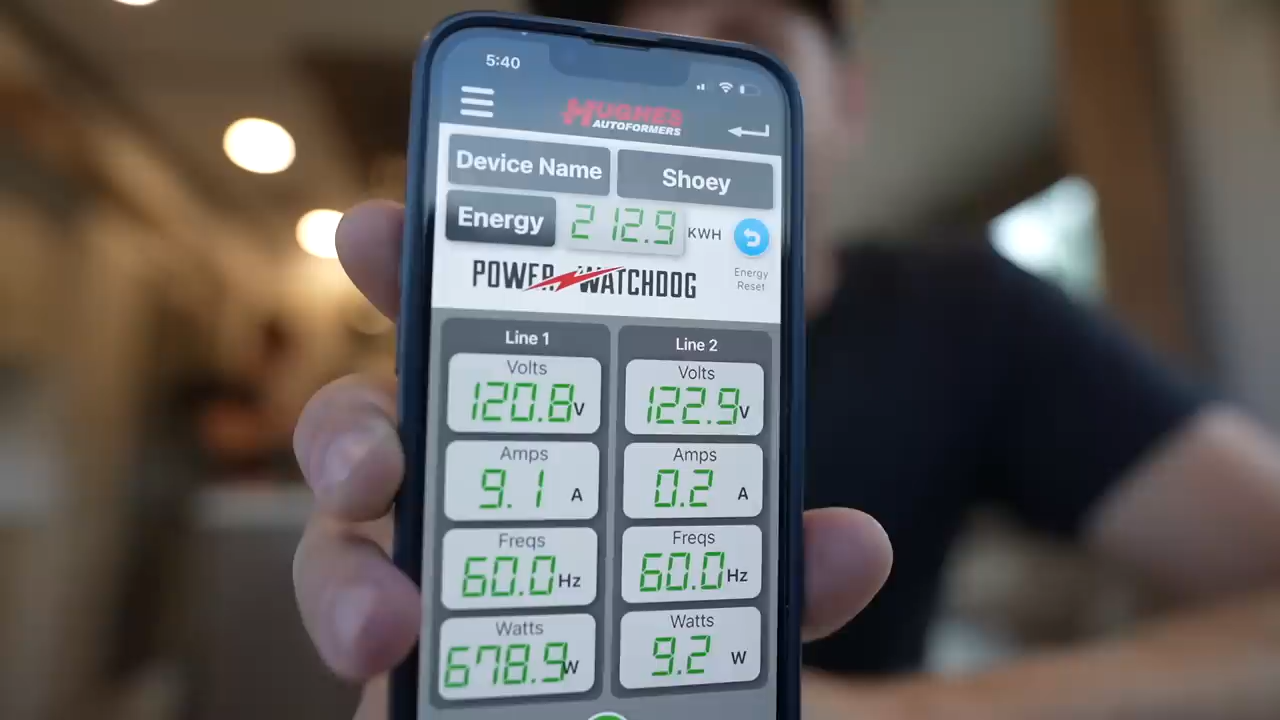 5:40
HUGHES
AUTOFORMERS
Device Name Shoey
Energy 212.9 KWH
Energy
Reset
POWER WATCHDOG
Line 1 Line 2
Volts Volts
120.8 V 122.9 V
Amps Amps
9.1 A 0.2 A
Freqs Freqs
60.0 Hz 60.0 Hz
Watts Watts
678.9 W 9.2 W